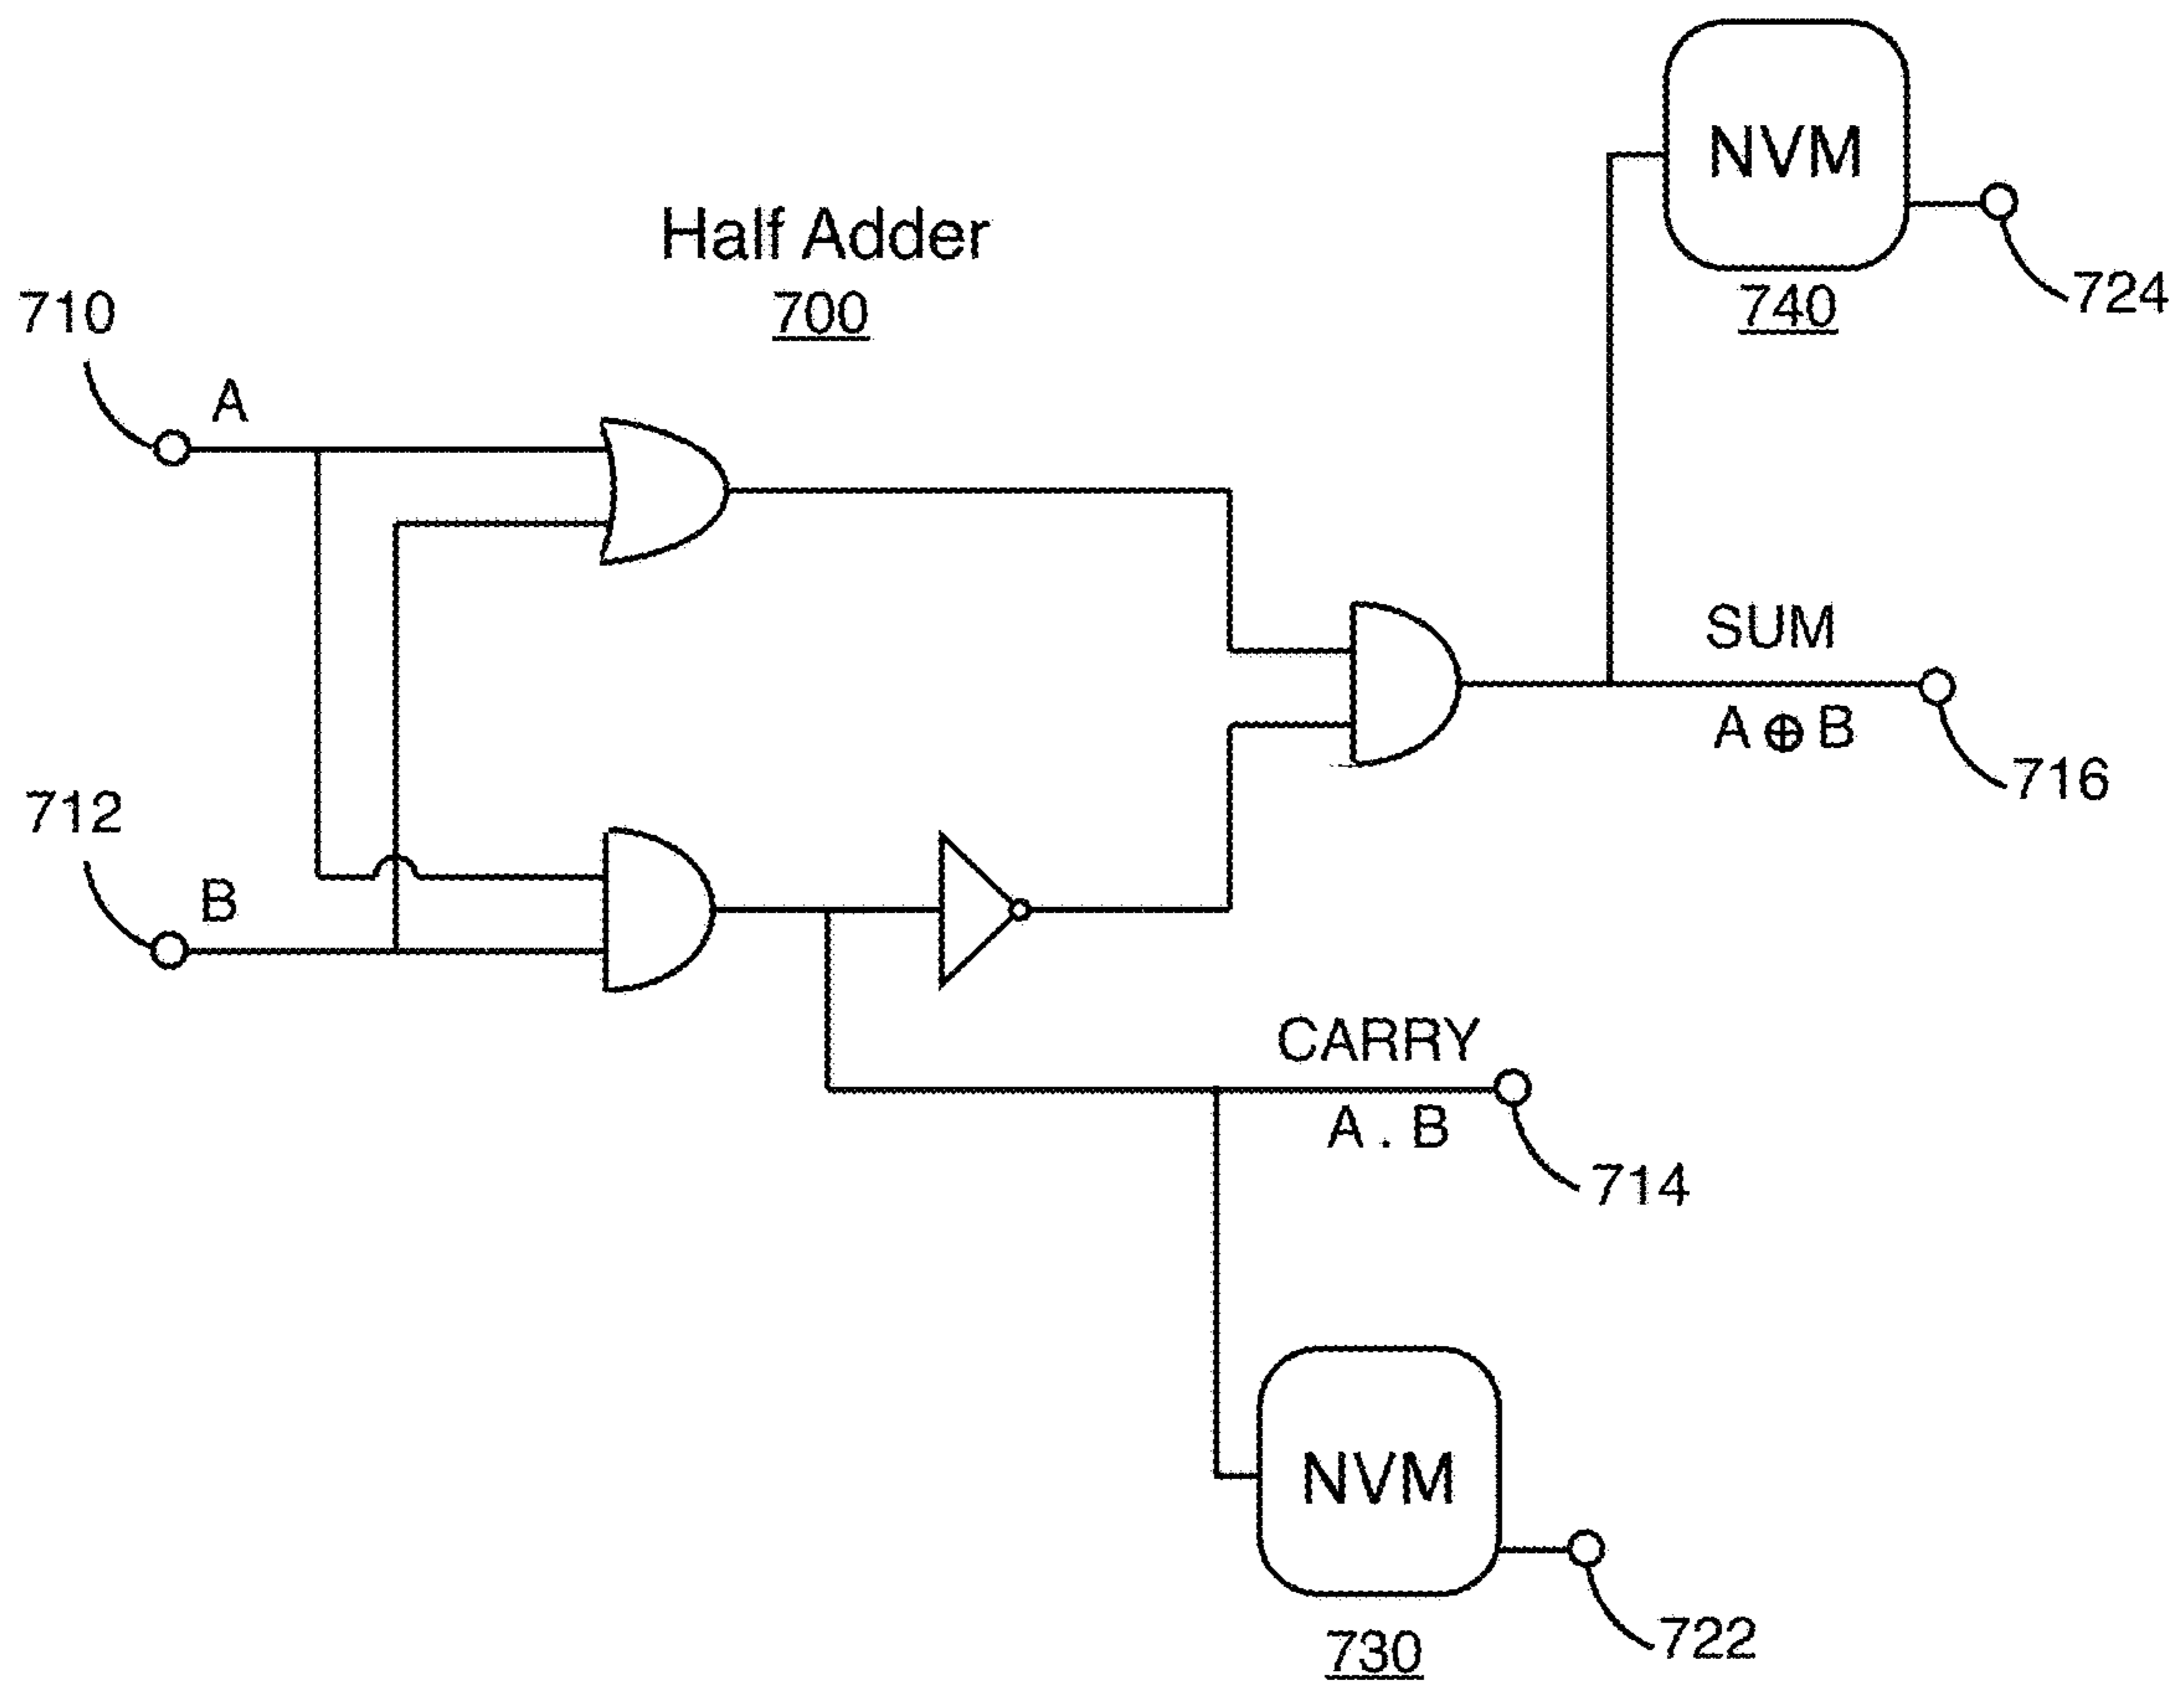 NVM
740
724
Half Adder
700
710
A
SUM
A ⊕ B
716
712
B
CARRY
A . B
714
NVM
730
722